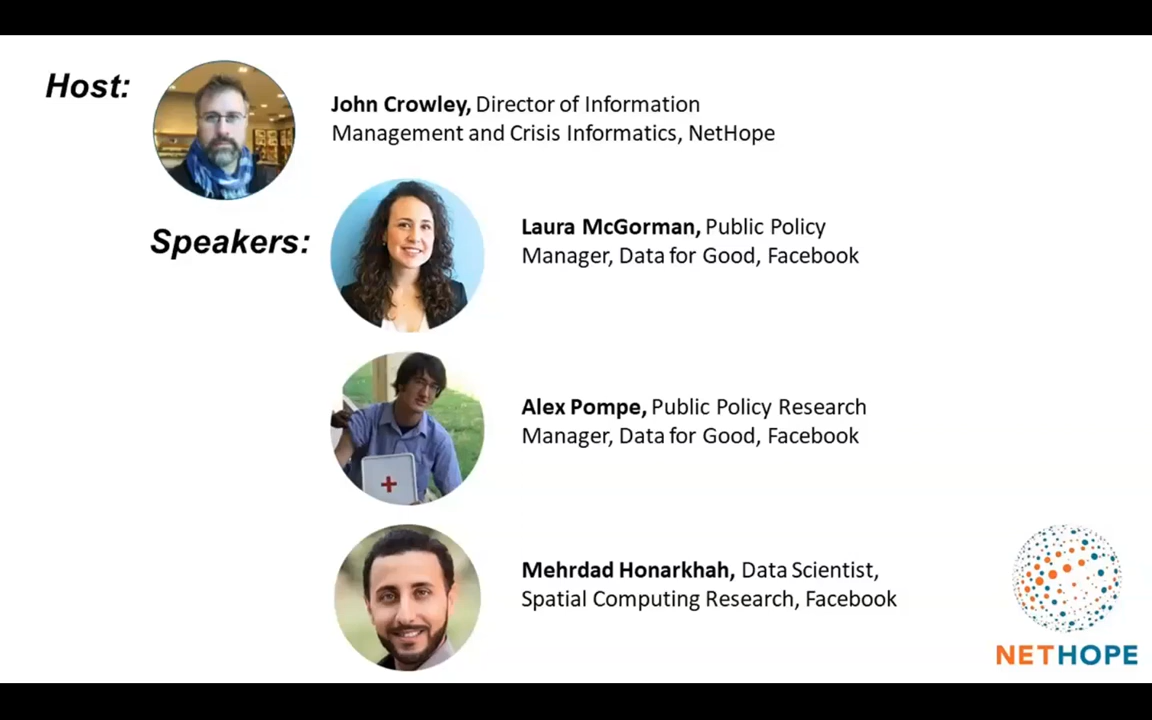 Host:
John Crowley, Director of Information
Management and Crisis Informatics, NetHope
Speakers:
Laura McGorman, Public Policy
Manager, Data for Good, Facebook
Alex Pompe, Public Policy Research
Manager, Data for Good, Facebook
Mehrdad Honarkhah, Data Scientist,
Spatial Computing Research, Facebook
NETHOPE